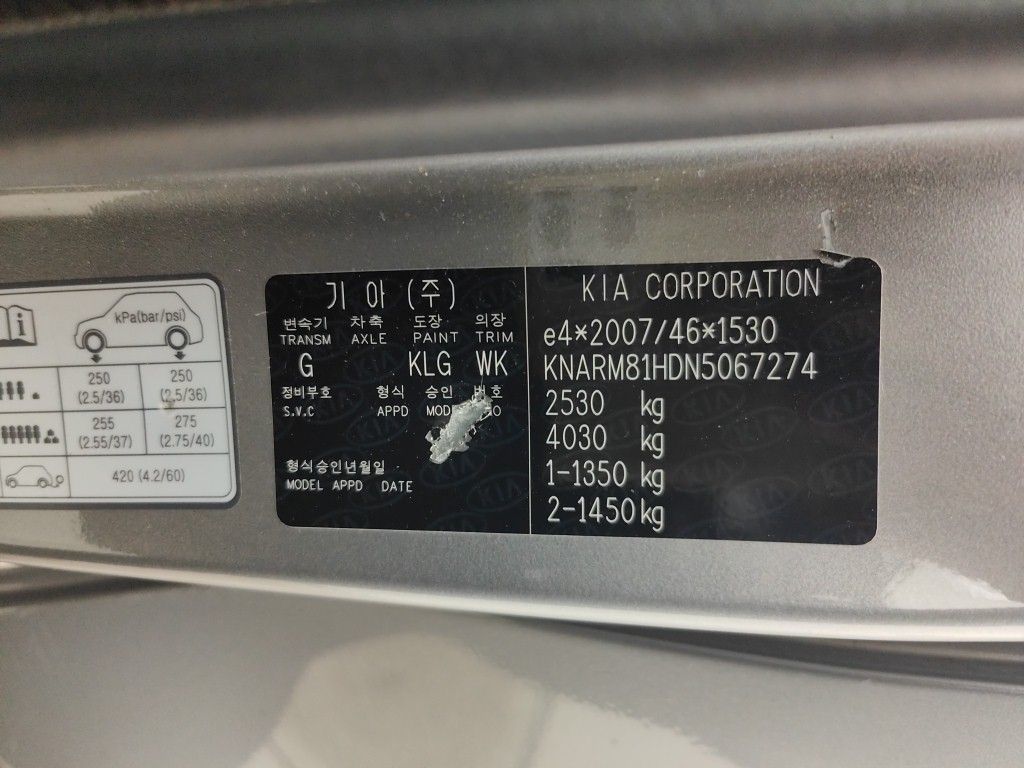 kPa(bar/psi)
250 250
(2.5/36) (2.5/36)
255 275
(2.55/37) (2.75/40)
420 (4.2/60)
기 아 (주)
변속기 차축 도장 의장
TRANSM AXLE PAINT TRIM
G KLG WK
정비부호 형식 승인 번호
S.V.C APPD MODEL NO
형식승인년월일
MODEL APPD DATE
KIA CORPORATION
e4*2007/46*1530
KNARM81HDN5067274
2530 kg
4030 kg
1-1350 kg
2-1450kg